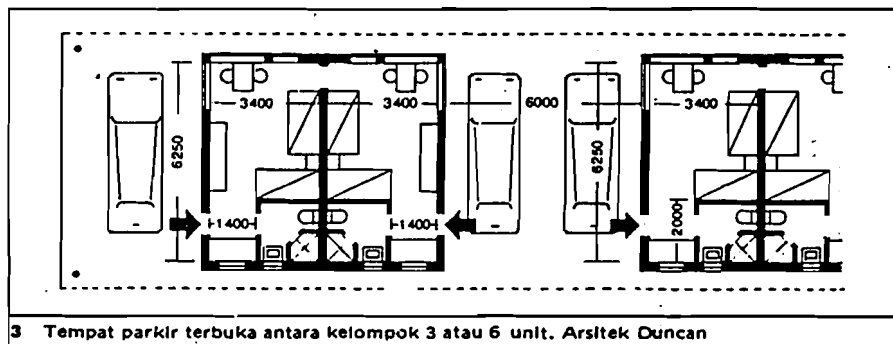 3400 3400 6000 3400
6250
6250
1400 1400
2000
3 Tempat parkir terbuka antara kelompok 3 atau 6 unit. Arsitek Duncan